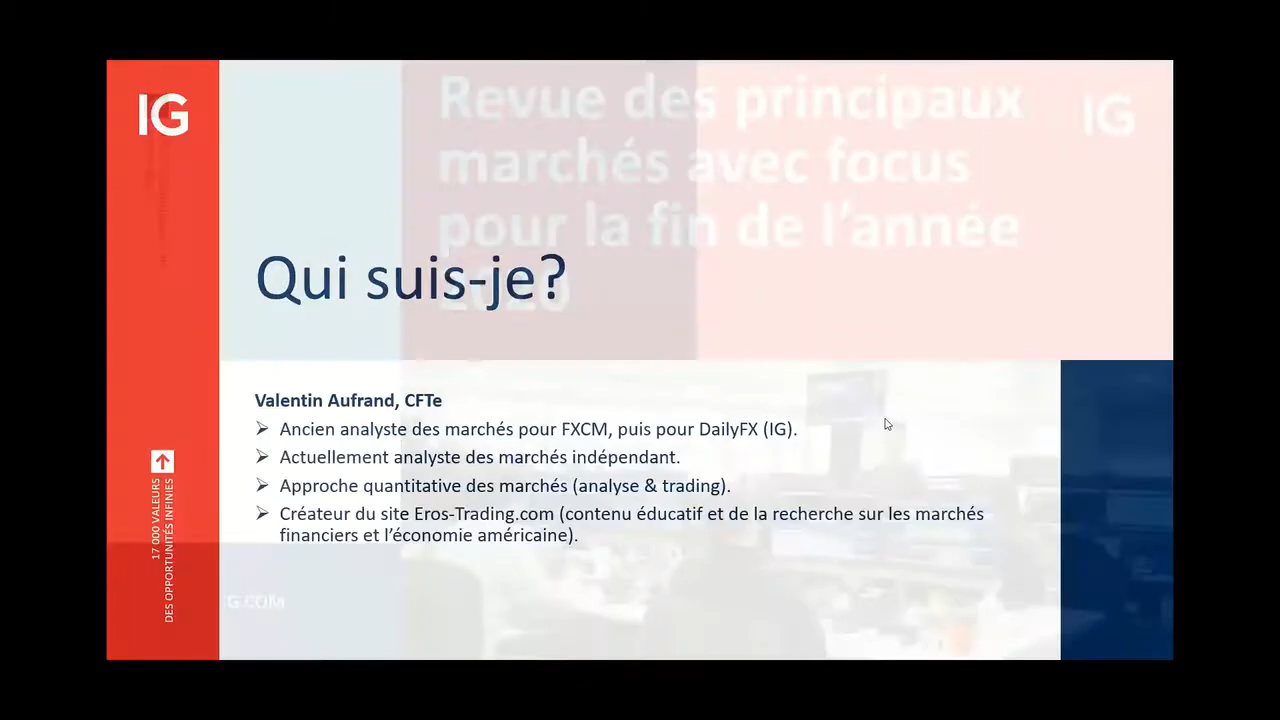 IG
Revue des principaux
marchés avec focus
pour la fin de l'année
IG
Qui suis-je?
Valentin Aufrand, CFTe
➢ Ancien analyste des marchés pour FXCM, puis pour DailyFX (IG).
➢ Actuellement analyste des marchés indépendant.
➢ Approche quantitative des marchés (analyse & trading).
➢ Créateur du site Eros-Trading.com (contenu éducatif et de la recherche sur les marchés
financiers et l'économie américaine).
17 000 VALEURS
DES OPPORTUNITÉS INFINIES
G.COM